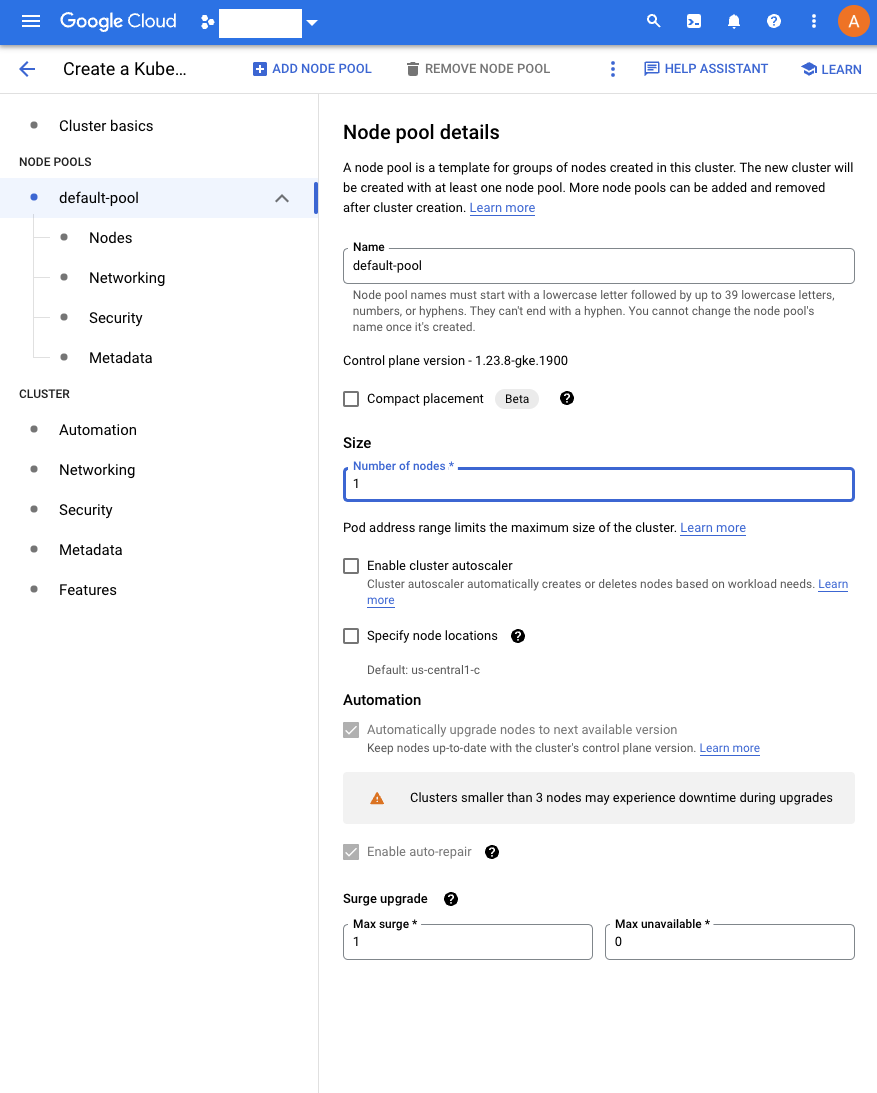 Google Cloud
A
Create a Kube...
ADD NODE POOL
REMOVE NODE POOL
HELP ASSISTANT
LEARN
Cluster basics
NODE POOLS
default-pool
Nodes
Networking
Security
Metadata
CLUSTER
Automation
Networking
Security
Metadata
Features
Node pool details
A node pool is a template for groups of nodes created in this cluster. The new cluster will
be created with at least one node pool. More node pools can be added and removed
after cluster creation. Learn more
Name
default-pool
Node pool names must start with a lowercase letter followed by up to 39 lowercase letters,
numbers, or hyphens. They can't end with a hyphen. You cannot change the node pool's
name once it's created.
Control plane version - 1.23.8-gke.1900
Compact placement Beta
Size
Number of nodes *
1
Pod address range limits the maximum size of the cluster. Learn more
Enable cluster autoscaler
Cluster autoscaler automatically creates or deletes nodes based on workload needs. Learn
more
Specify node locations
Default: us-central1-c
Automation
Automatically upgrade nodes to next available version
Keep nodes up-to-date with the cluster's control plane version. Learn more
Clusters smaller than 3 nodes may experience downtime during upgrades
Enable auto-repair
Surge upgrade
Max surge *
1
Max unavailable *
0